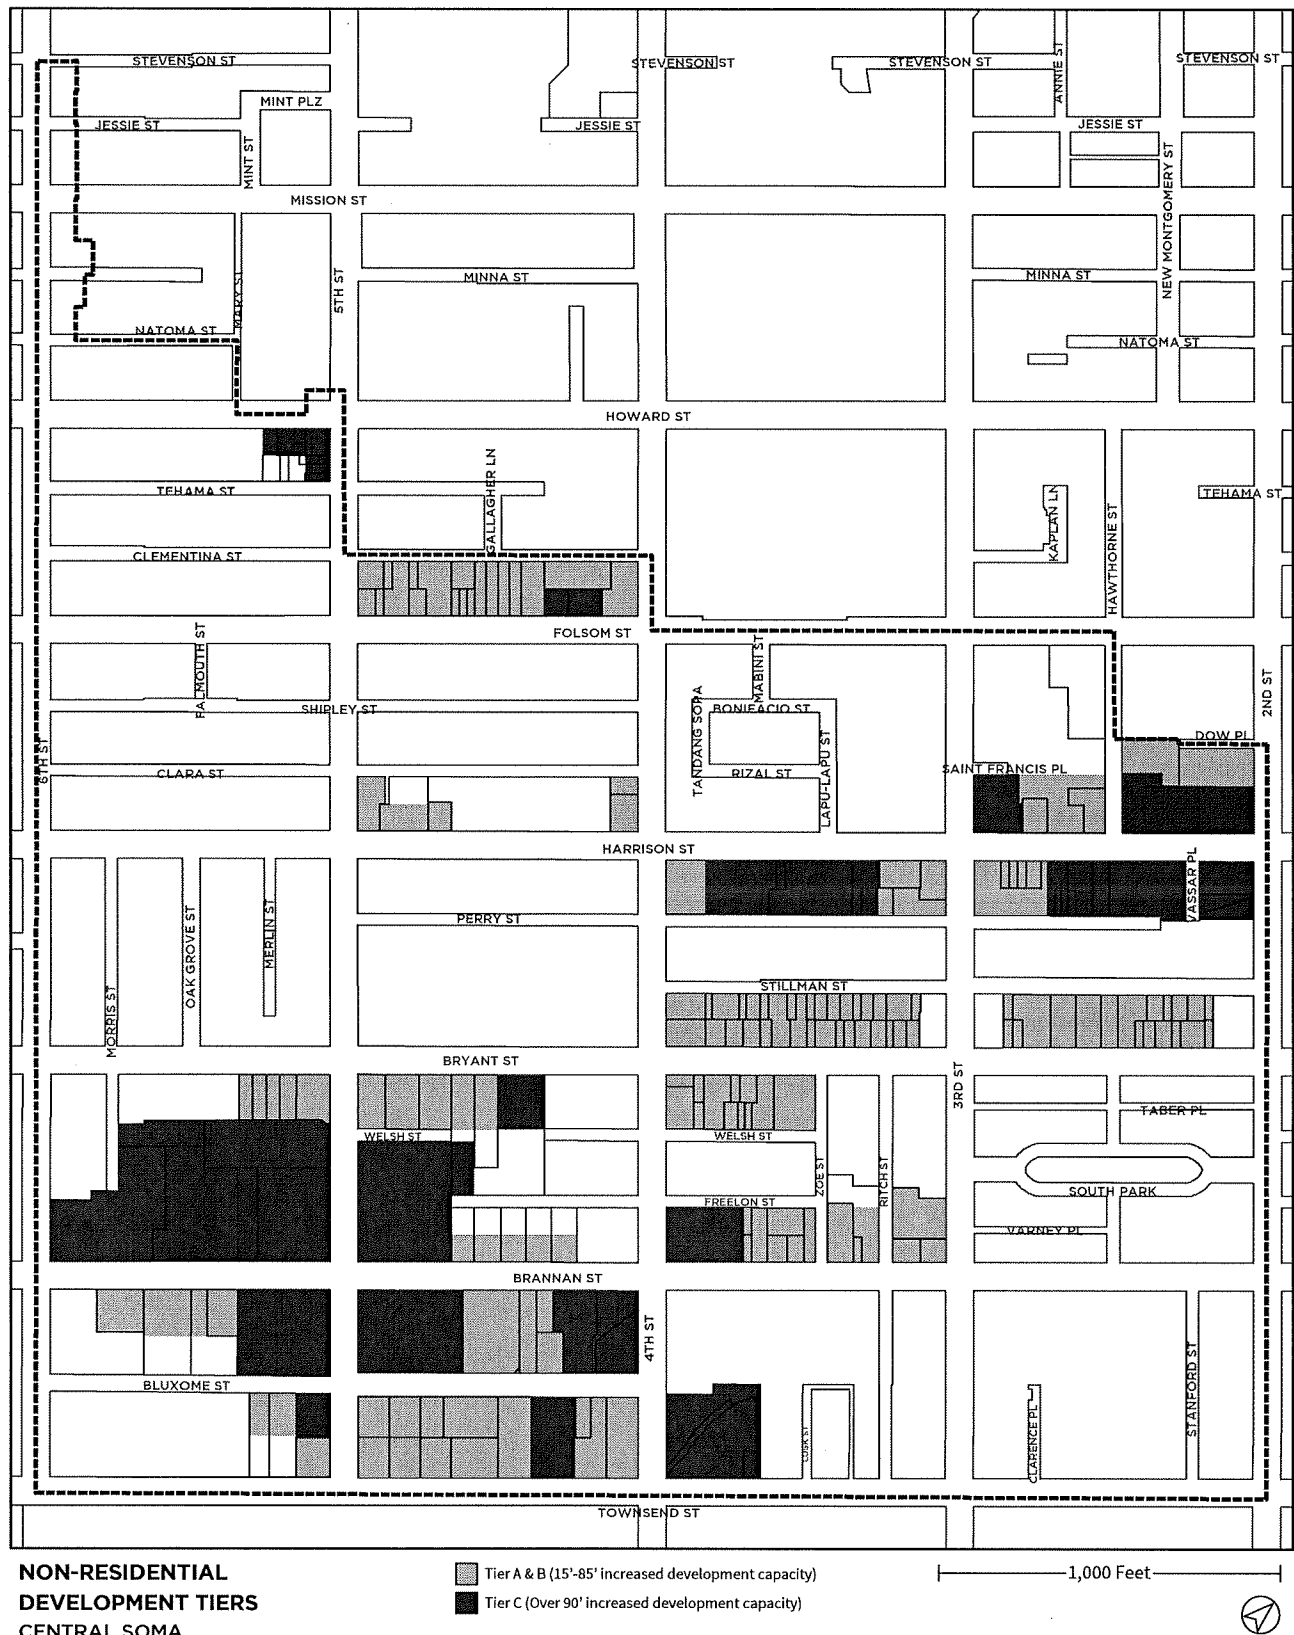 STEVENSON ST
STEVENSON ST
STEVENSON ST
STEVENSON ST
ANNIE ST
MINT PLZ
JESSIE ST
JESSIE ST
JESSIE ST
MINT ST
NEW MONTGOMERY ST
MISSION ST
MINNA ST
MINNA ST
5TH ST
MARY ST
NATOMA ST
NATOMA ST
HOWARD ST
GALLAGHER LN
TEHAMA ST
TEHAMA ST
KAPLAN LN
HAWTHORNE ST
CLEMENTINA ST
FOLSOM ST
FALMOUTH ST
MABINI ST
2ND ST
SHIPLEY ST
BONIFACIO ST
TANDANG SORA
LAPU-LAPU ST
DOW PL
6TH ST
CLARA ST
RIZAL ST
SAINT FRANCIS PL
HARRISON ST
VASSAR PL
PERRY ST
OAK GROVE ST
MERLIN ST
STILLMAN ST
MORRIS ST
BRYANT ST
3RD ST
TABER PL
WELSH ST
WELSH ST
ZOE ST
RITCH ST
SOUTH PARK
FREELON ST
VARNEY PL
BRANNAN ST
4TH ST
STANFORD ST
BLUXOME ST
LUSK ST
CLARENCE PL
TOWNSEND ST
NON-RESIDENTIAL
DEVELOPMENT TIERS
CENTRAL SOMA
Tier A & B (15'-85' increased development capacity)
Tier C (Over 90' increased development capacity)
1,000 Feet